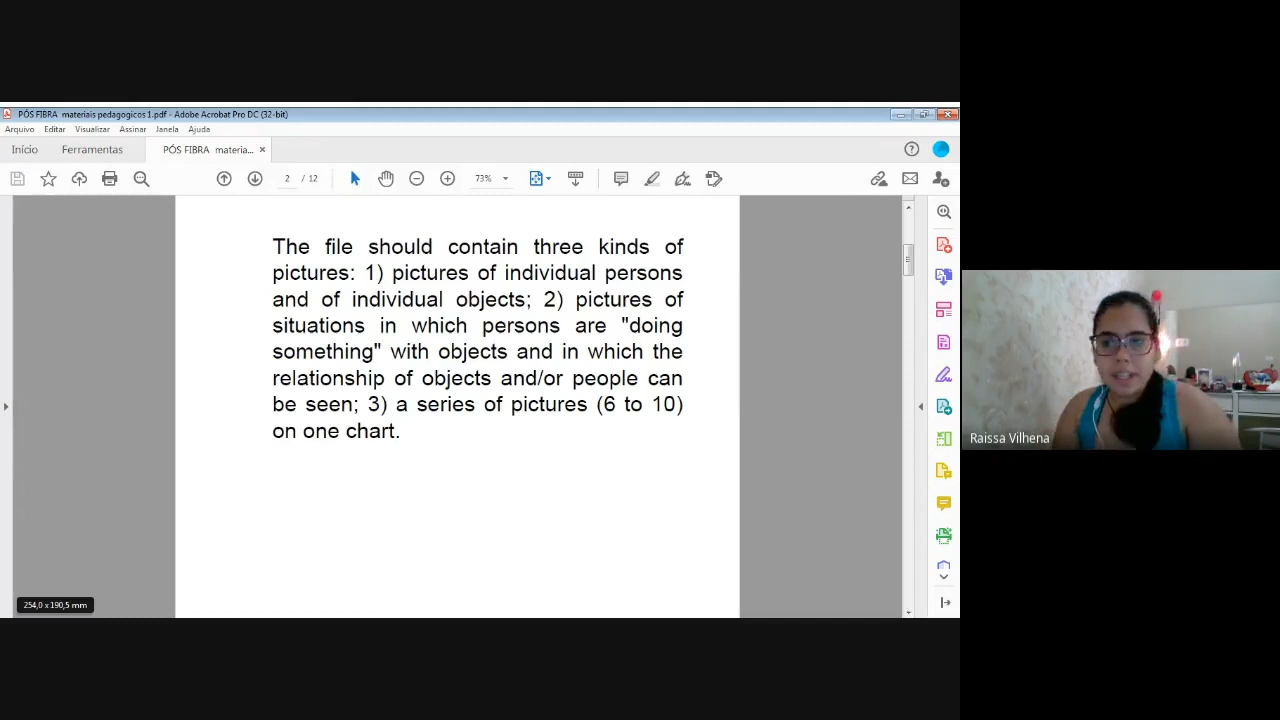 PÓS FIBRA materiais pedagogicos 1.pdf - Adobe Acrobat Pro DC (32-bit)
Arquivo Editar Visualizar Assinar Janela Ajuda
Início Ferramentas PÓS FIBRA materia... ×
2 / 12 73%
The file should contain three kinds of
pictures: 1) pictures of individual persons
and of individual objects; 2) pictures of
situations in which persons are "doing
something" with objects and in which the
relationship of objects and/or people can
be seen; 3) a series of pictures (6 to 10)
on one chart.
Raissa Vilhena
254,0 x 190,5 mm